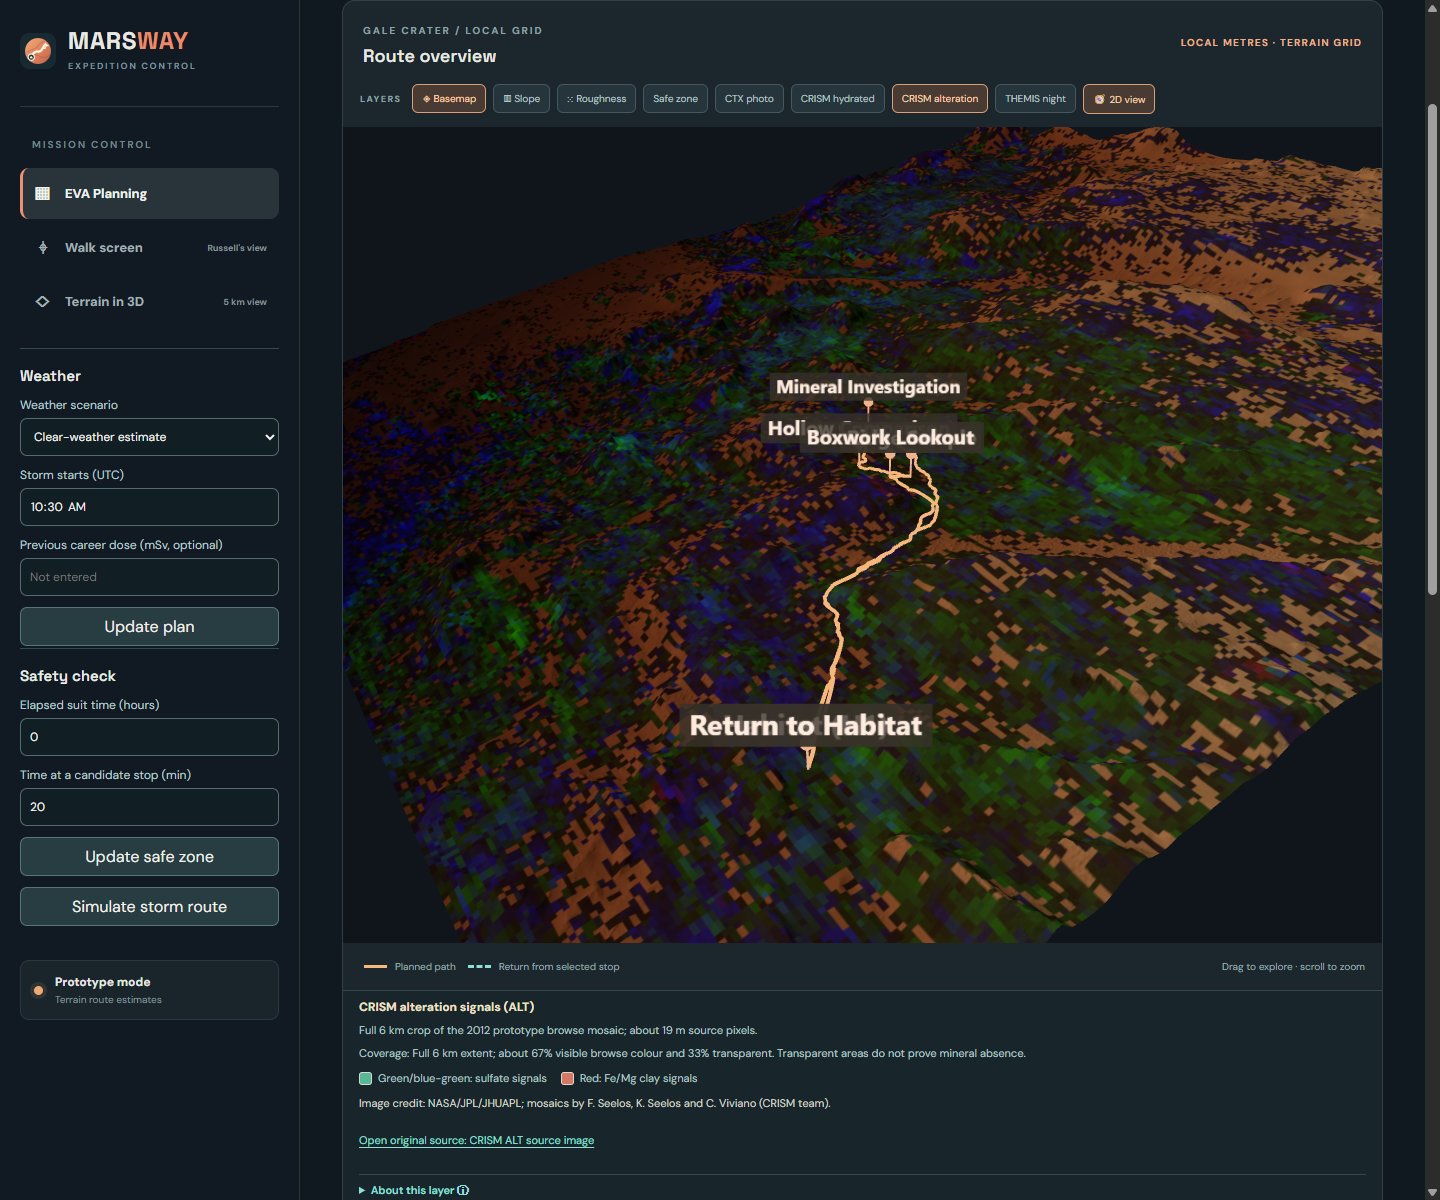 MARSWAY
EXPEDITION CONTROL
MISSION CONTROL
EVA Planning
Walk screen Russell's view
Terrain in 3D 5 km view
Weather
Weather scenario
Clear-weather estimate
Storm starts (UTC)
10:30 AM
Previous career dose (mSv, optional)
Not entered
Update plan
Safety check
Elapsed suit time (hours)
0
Time at a candidate stop (min)
20
Update safe zone
Simulate storm route
Prototype mode
Terrain route estimates
GALE CRATER / LOCAL GRID
Route overview
LOCAL METRES · TERRAIN GRID
LAYERS Basemap Slope Roughness Safe zone CTX photo CRISM hydrated CRISM alteration THEMIS night 2D view
Mineral Investigation
Boxwork Lookout
Return to Habitat
Planned path Return from selected stop Drag to explore · scroll to zoom
CRISM alteration signals (ALT)
Full 6 km crop of the 2012 prototype browse mosaic; about 19 m source pixels.
Coverage: Full 6 km extent; about 67% visible browse colour and 33% transparent. Transparent areas do not prove mineral absence.
Green/blue-green: sulfate signals Red: Fe/Mg clay signals
Image credit: NASA/JPL/JHUAPL; mosaics by F. Seelos, K. Seelos and C. Viviano (CRISM team).
Open original source: CRISM ALT source image
About this layer